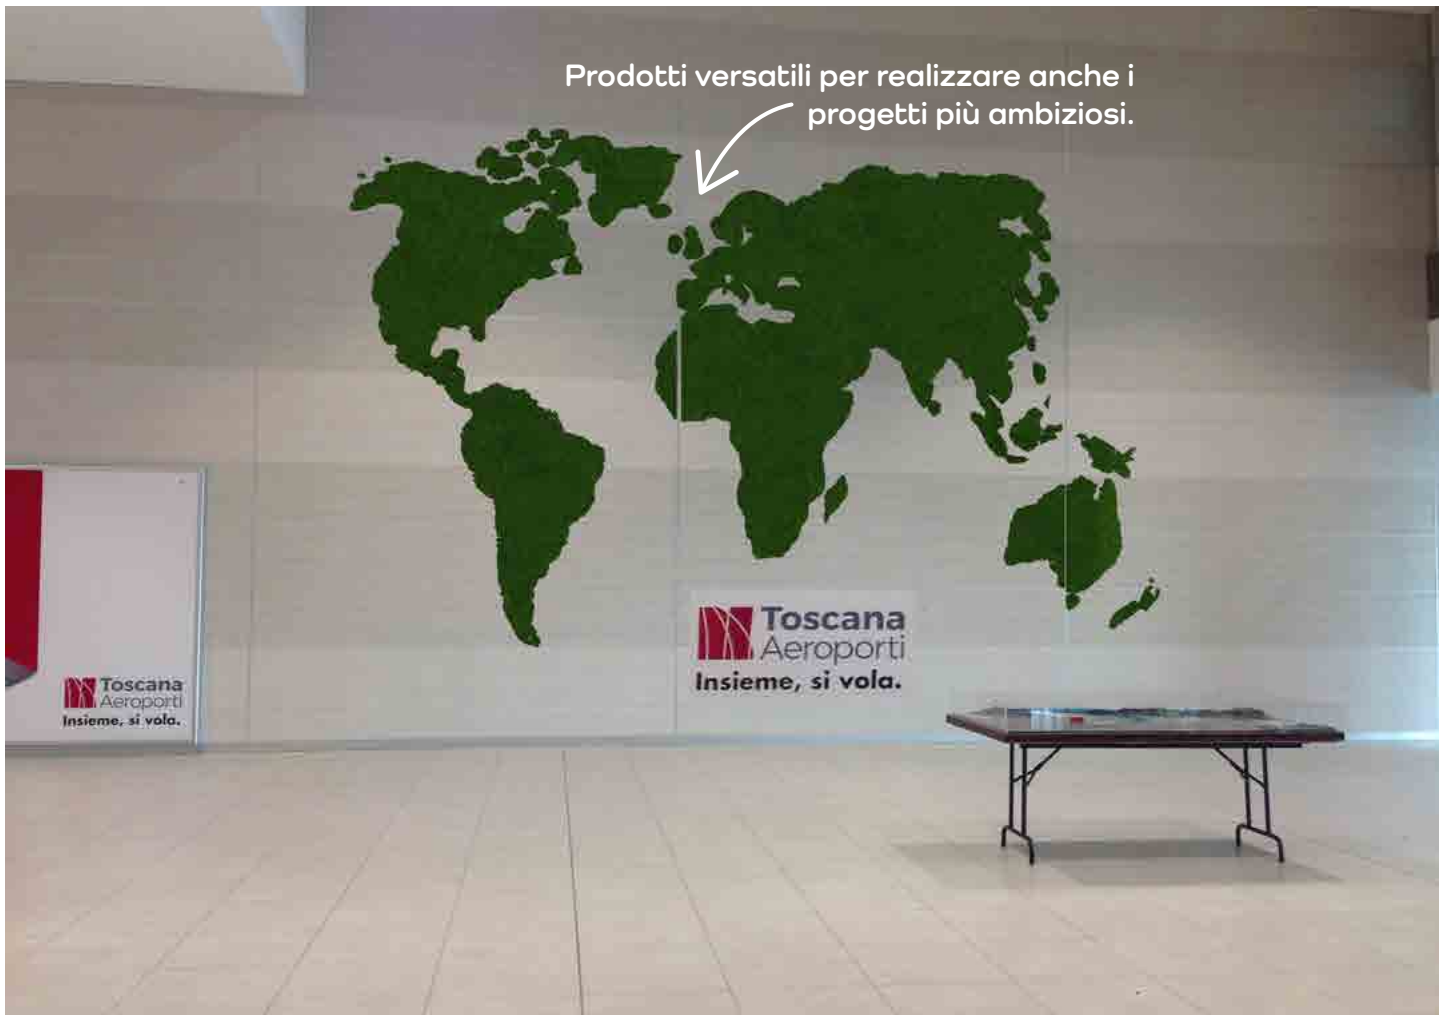 Prodotti versatili per realizzare anche i
progetti più ambiziosi.
Toscana
Aeroporti
Insieme, si vola.
Toscana
Aeroporti
Insieme, si vola.